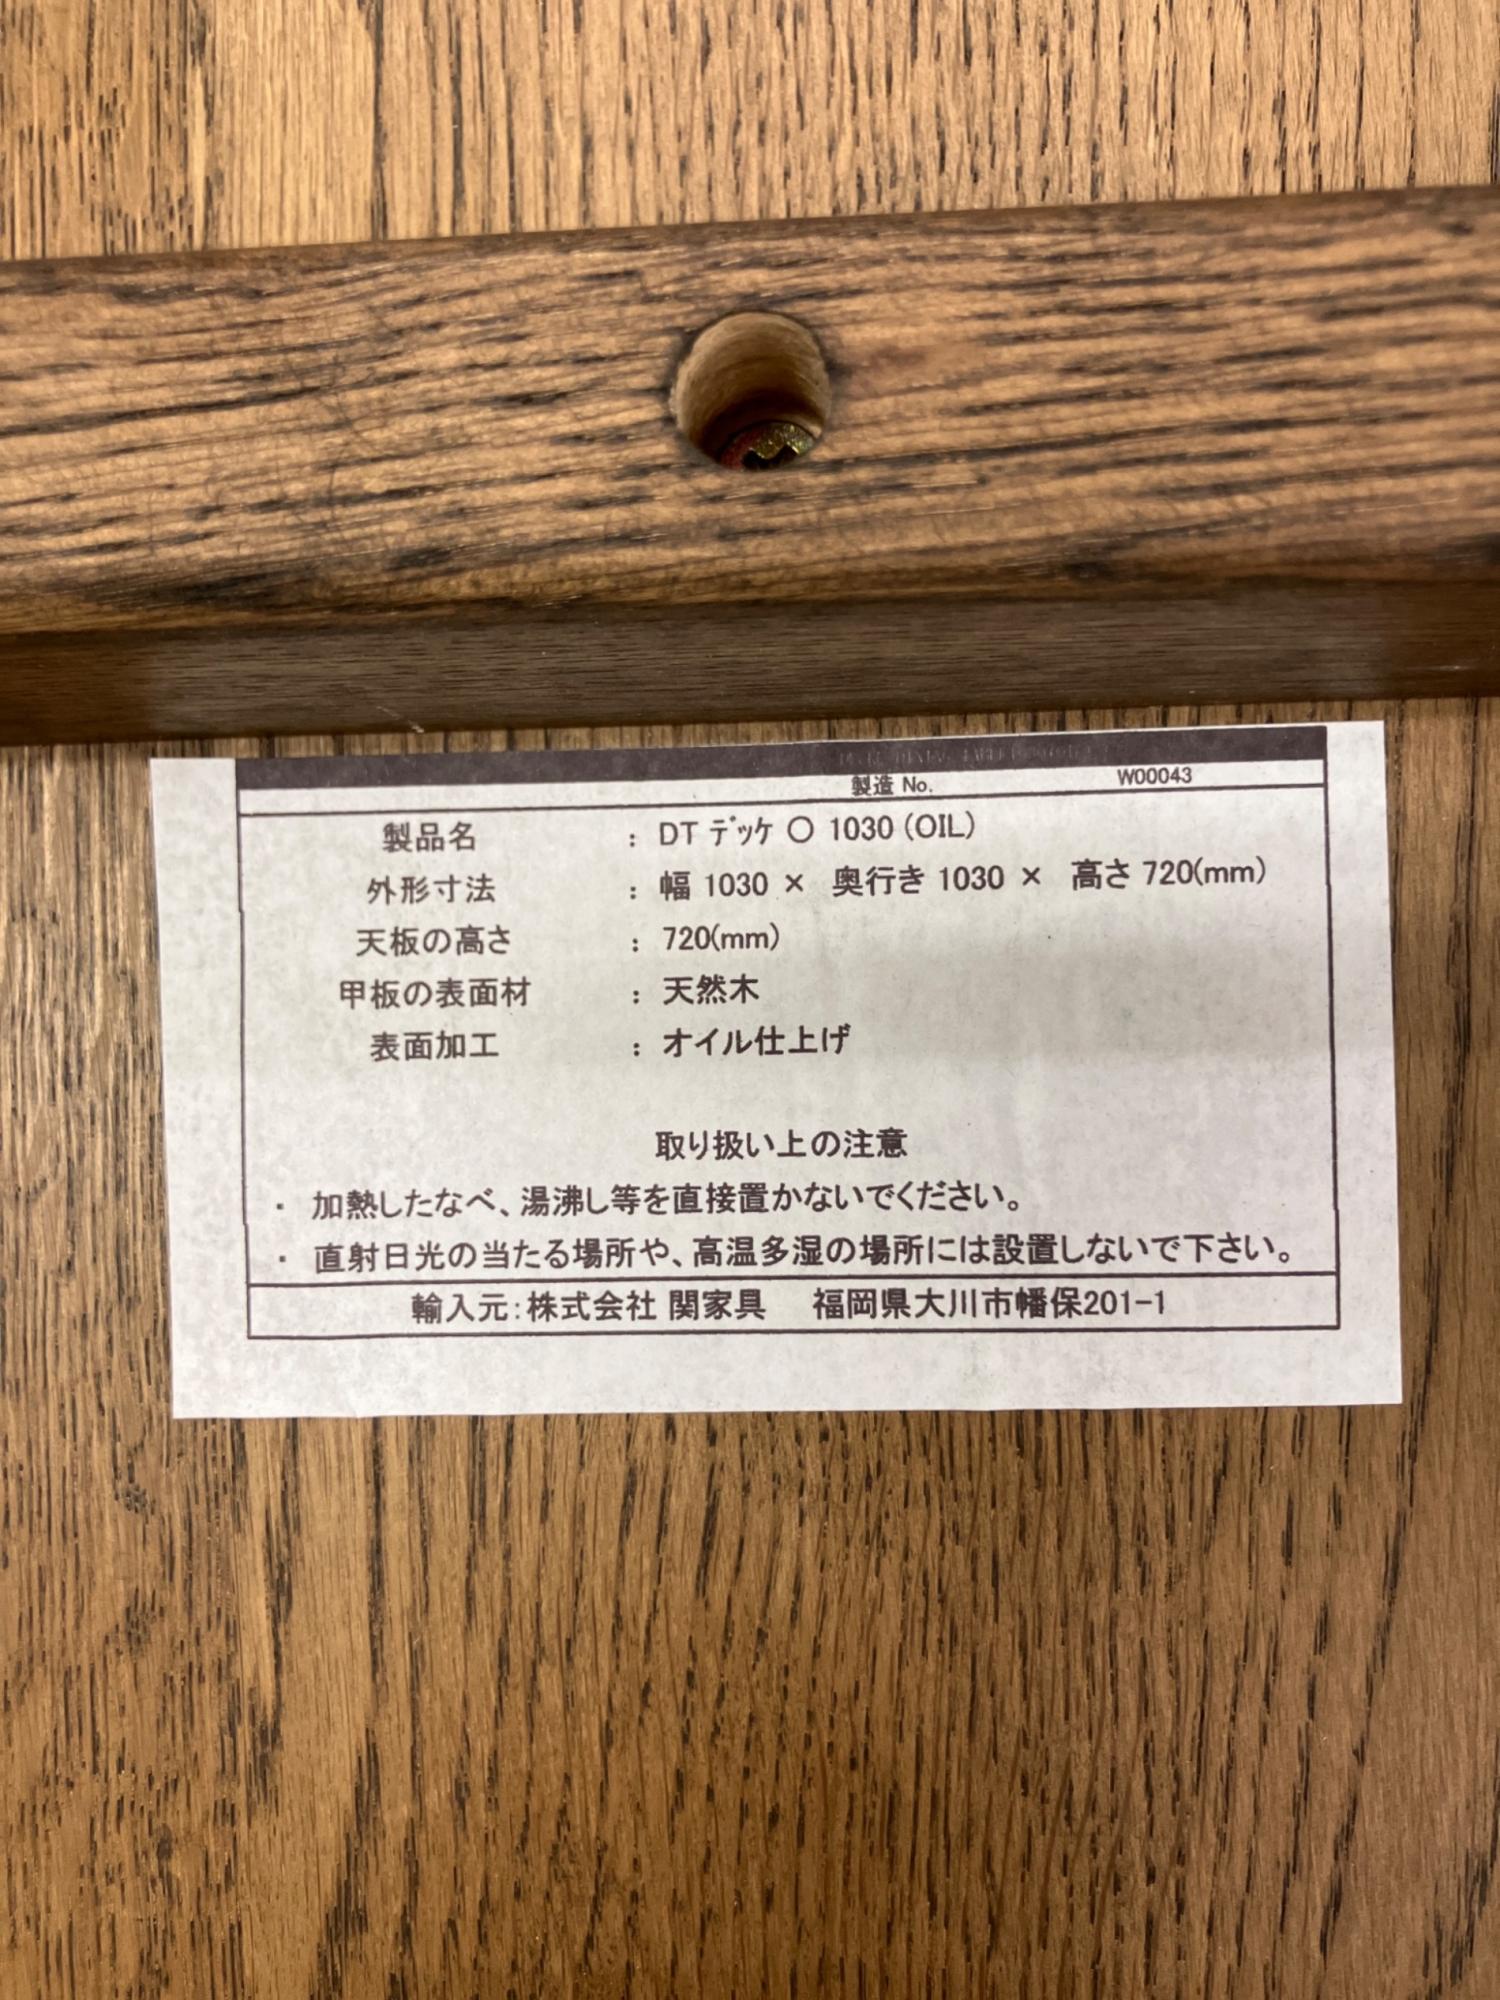 製造 No. W00043
製品名 : DT デッケ 〇 1030 (OIL)
外形寸法 : 幅 1030 × 奥行き 1030 × 高さ 720(mm)
天板の高さ : 720(mm)
甲板の表面材 : 天然木
表面加工 : オイル仕上げ
取り扱い上の注意
・ 加熱したなべ、湯沸し等を直接置かないでください。
・ 直射日光の当たる場所や、高温多湿の場所には設置しないで下さい。
輸入元：株式会社 関家具 福岡県大川市幡保201-1